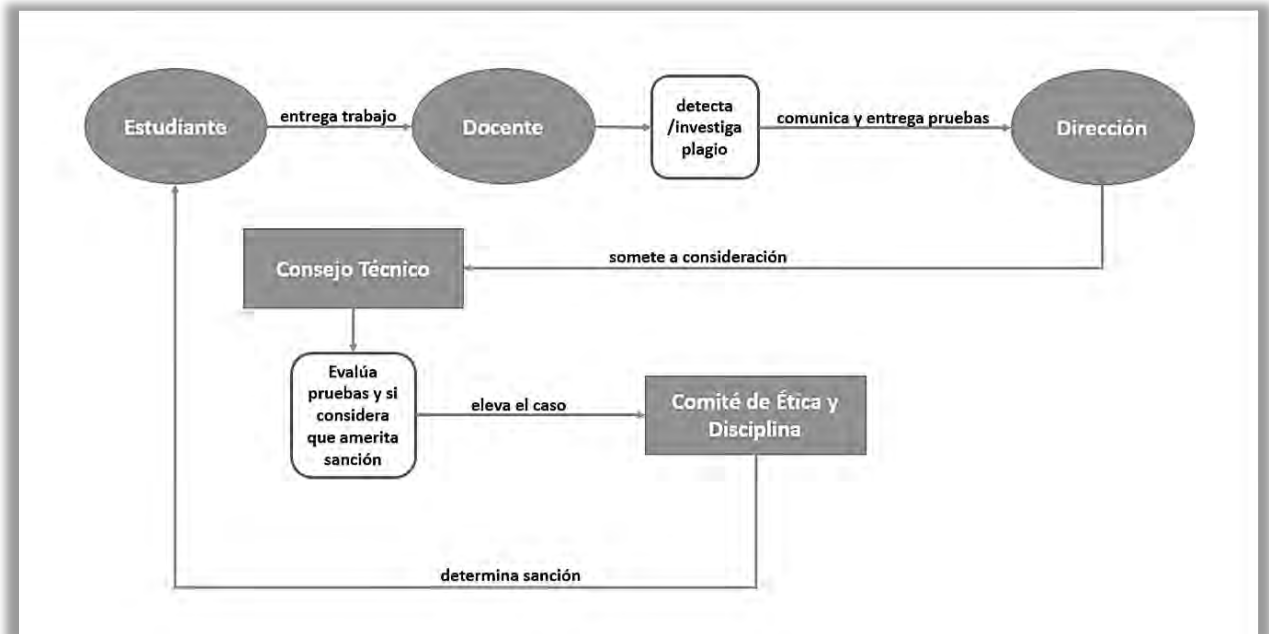 Estudiante
entrega trabajo
Docente
detecta
/investiga
plagio
comunica y entrega pruebas
Dirección
somete a consideración
Consejo Técnico
Evalúa
pruebas y si
considera
que amerita
sanción
eleva el caso
Comité de Ética y
Disciplina
determina sanción